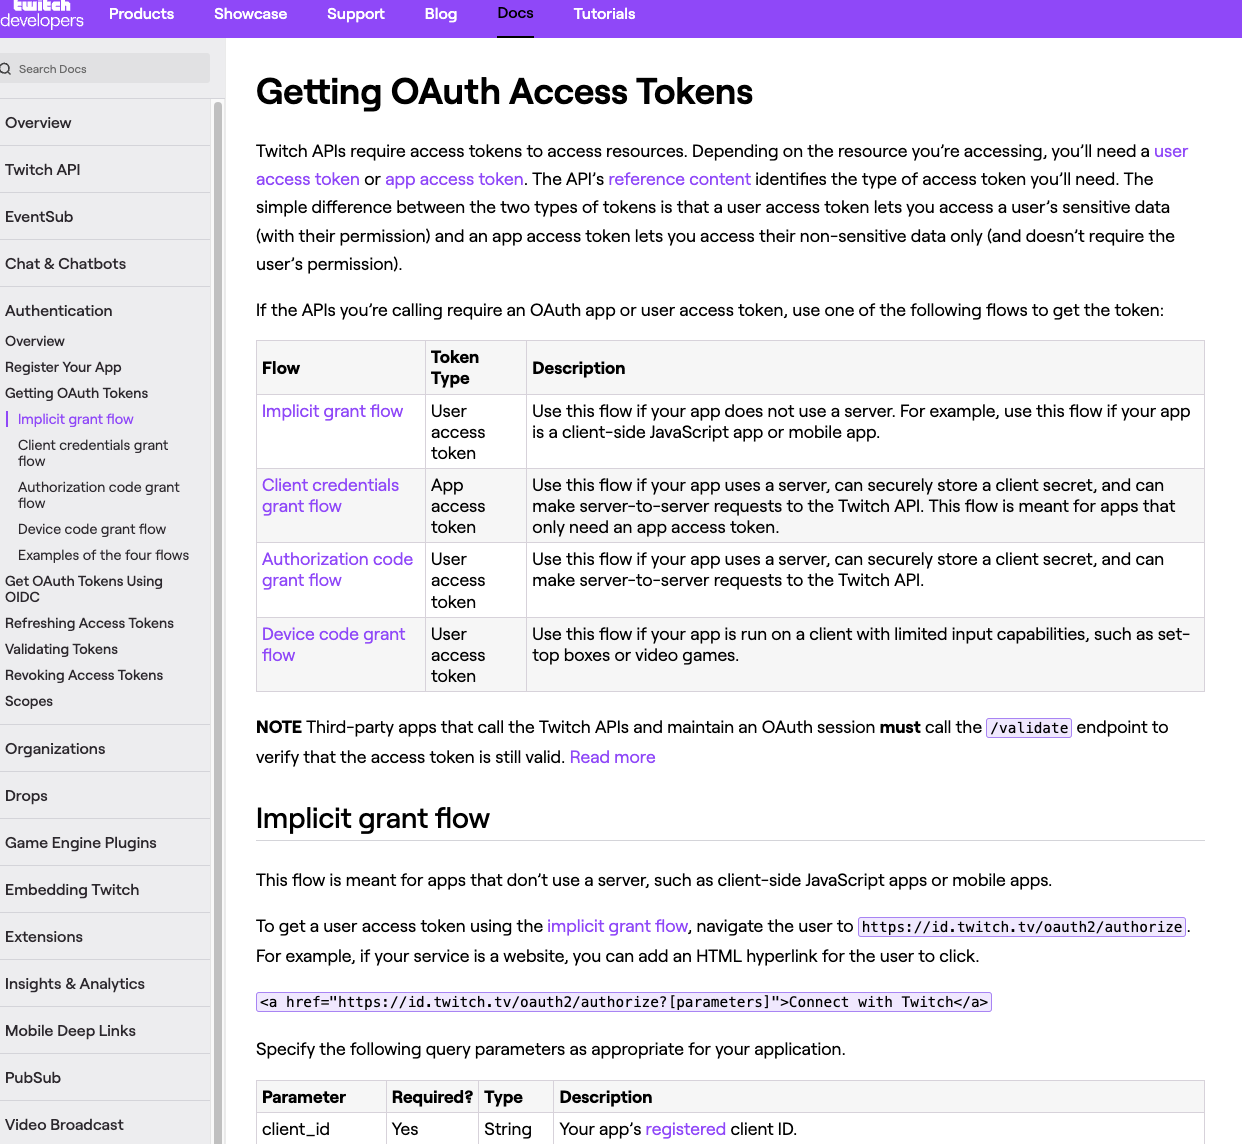 twitch
developers
Products
Showcase
Support
Blog
Docs
Tutorials
Search Docs
Overview
Twitch API
EventSub
Chat & Chatbots
Authentication
Overview
Register Your App
Getting OAuth Tokens
Implicit grant flow
Client credentials grant
flow
Authorization code grant
flow
Device code grant flow
Examples of the four flows
Get OAuth Tokens Using
OIDC
Refreshing Access Tokens
Validating Tokens
Revoking Access Tokens
Scopes
Organizations
Drops
Game Engine Plugins
Embedding Twitch
Extensions
Insights & Analytics
Mobile Deep Links
PubSub
Video Broadcast
Getting OAuth Access Tokens
Twitch APIs require access tokens to access resources. Depending on the resource you’re accessing, you’ll need a user
access token or app access token. The API’s reference content identifies the type of access token you’ll need. The
simple difference between the two types of tokens is that a user access token lets you access a user’s sensitive data
(with their permission) and an app access token lets you access their non-sensitive data only (and doesn’t require the
user’s permission).
If the APIs you’re calling require an OAuth app or user access token, use one of the following flows to get the token:
Flow
Token
Type
Description
Implicit grant flow
User
access
token
Use this flow if your app does not use a server. For example, use this flow if your app
is a client-side JavaScript app or mobile app.
Client credentials
grant flow
App
access
token
Use this flow if your app uses a server, can securely store a client secret, and can
make server-to-server requests to the Twitch API. This flow is meant for apps that
only need an app access token.
Authorization code
grant flow
User
access
token
Use this flow if your app uses a server, can securely store a client secret, and can
make server-to-server requests to the Twitch API.
Device code grant
flow
User
access
token
Use this flow if your app is run on a client with limited input capabilities, such as set-
top boxes or video games.
NOTE Third-party apps that call the Twitch APIs and maintain an OAuth session must call the /validate endpoint to
verify that the access token is still valid. Read more
Implicit grant flow
This flow is meant for apps that don’t use a server, such as client-side JavaScript apps or mobile apps.
To get a user access token using the implicit grant flow, navigate the user to https://id.twitch.tv/oauth2/authorize.
For example, if your service is a website, you can add an HTML hyperlink for the user to click.
<a href="https://id.twitch.tv/oauth2/authorize?[parameters]">Connect with Twitch</a>
Specify the following query parameters as appropriate for your application.
Parameter
Required?
Type
Description
client_id
Yes
String
Your app’s registered client ID.